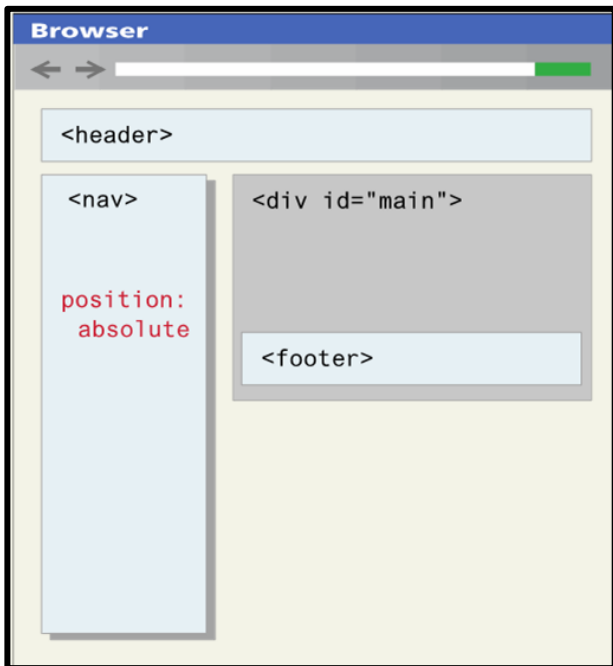 Browser
<header>
<nav>
<div id="main">
position:
absolute
<footer>